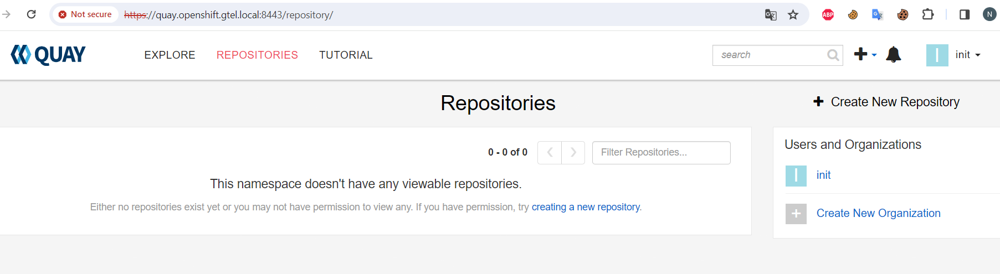 Not secure https://quay.openshift.gtel.local:8443/repository/ ABP N
QUAY EXPLORE REPOSITORIES TUTORIAL search I init
Repositories
+ Create New Repository
0 - 0 of 0 Filter Repositories...
This namespace doesn't have any viewable repositories.
Either no repositories exist yet or you may not have permission to view any. If you have permission, try creating a new repository.
Users and Organizations
I init
+ Create New Organization